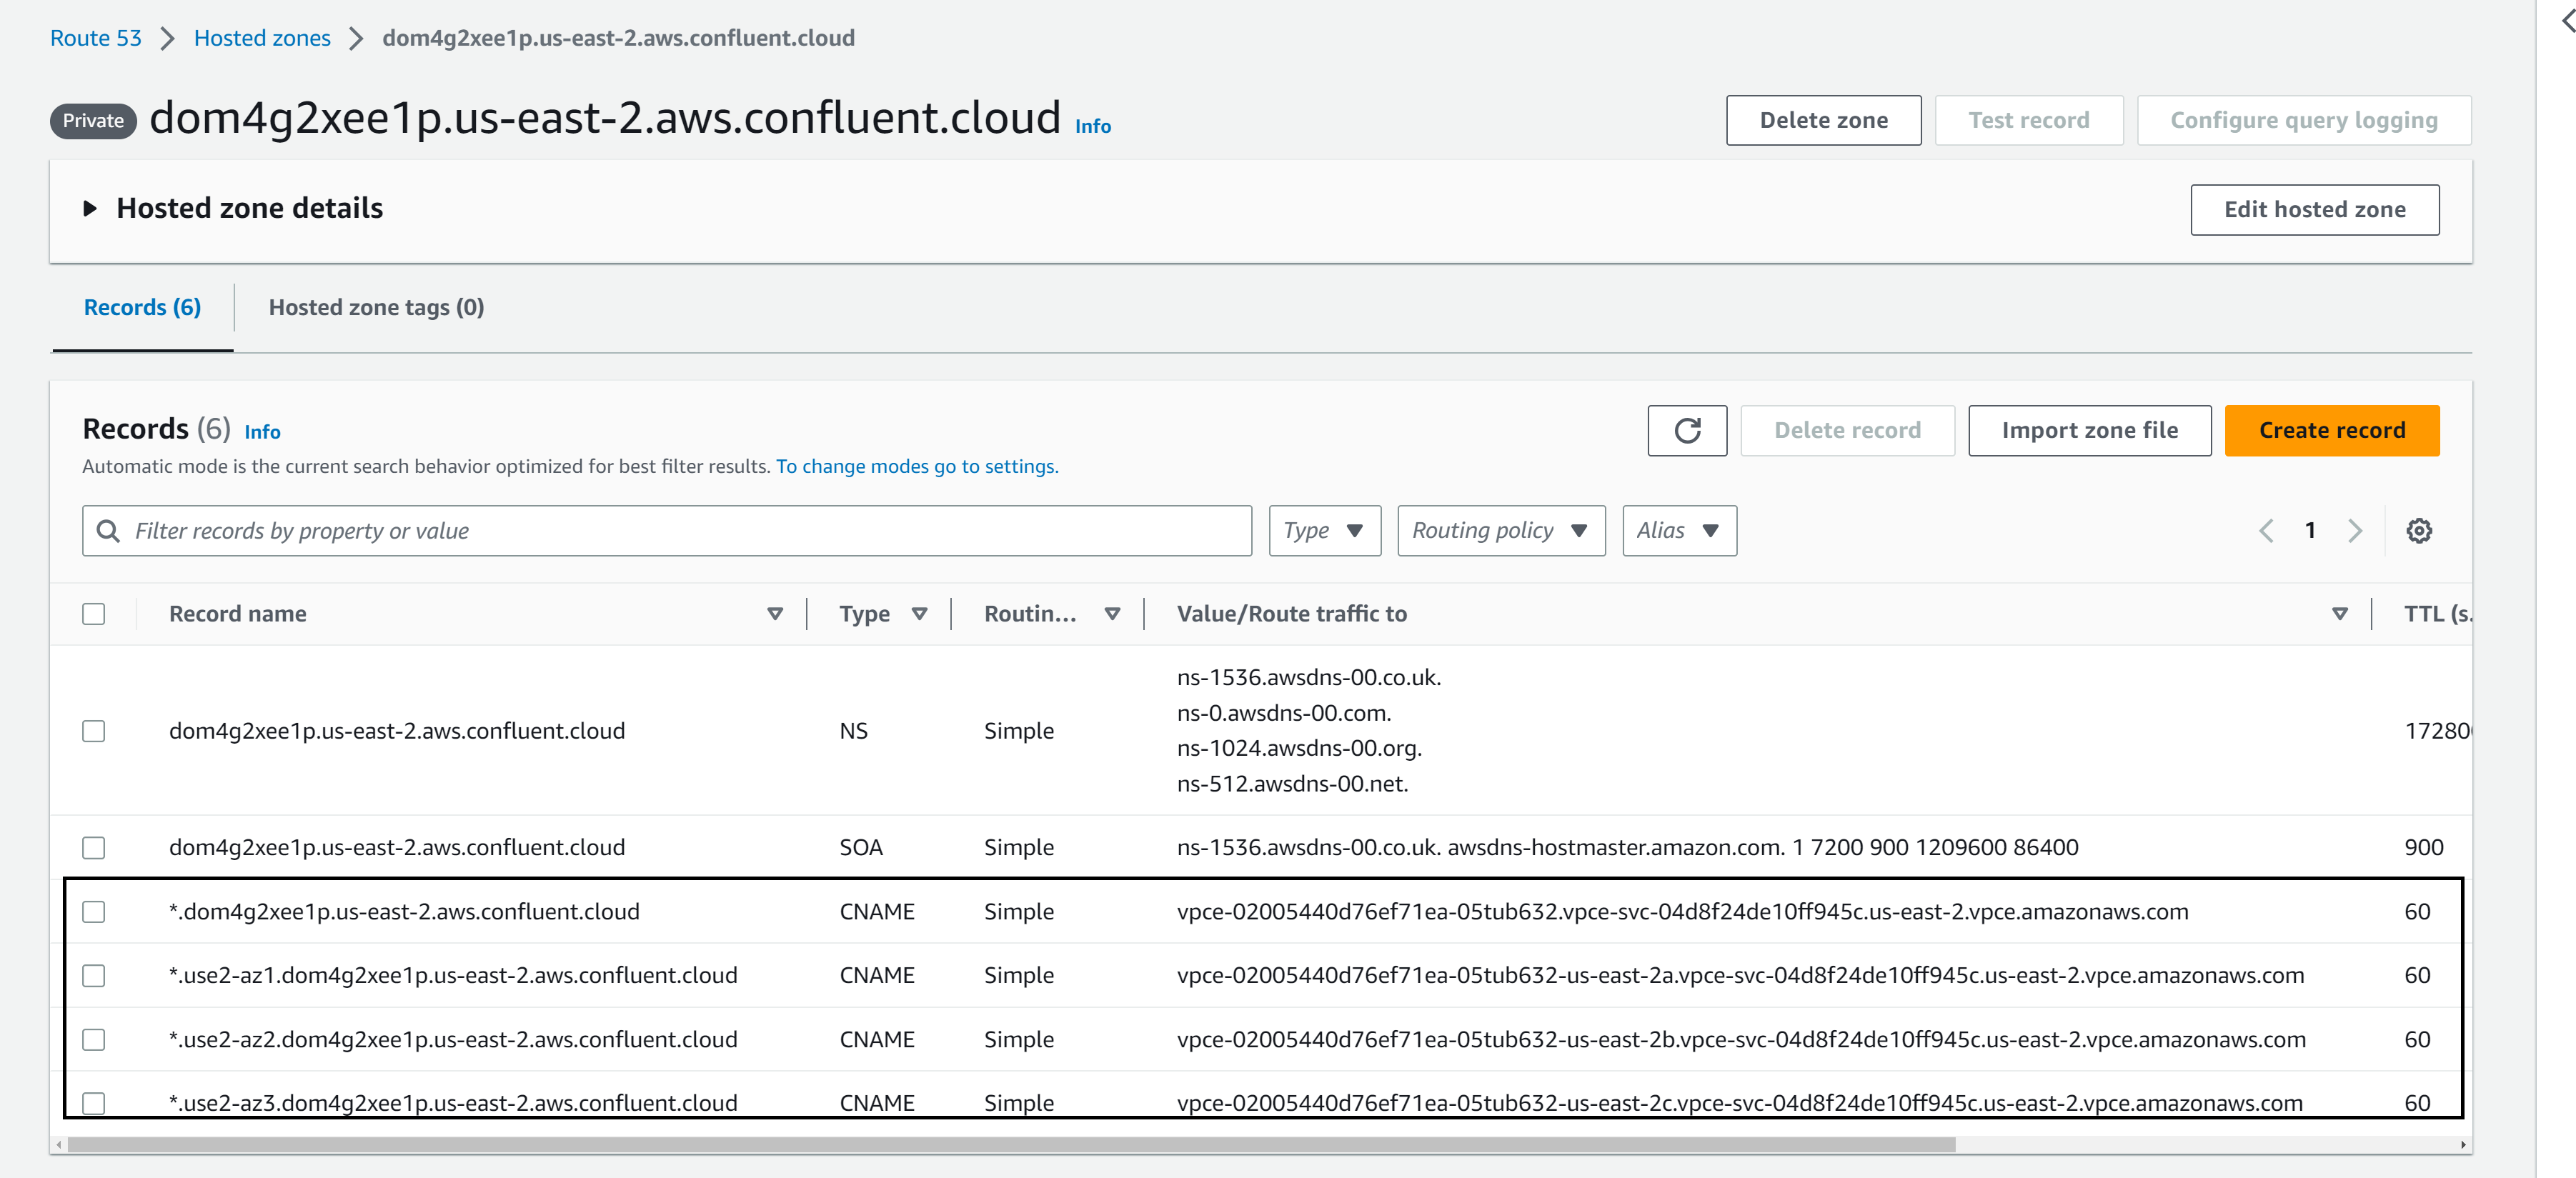 Route 53 > Hosted zones > dom4g2xee1p.us-east-2.aws.confluent.cloud
Private dom4g2xee1p.us-east-2.aws.confluent.cloud Info
Delete zone Test record Configure query logging
Hosted zone details
Edit hosted zone
Records (6) Hosted zone tags (0)
Records (6) Info
Delete record Import zone file Create record
Automatic mode is the current search behavior optimized for best filter results. To change modes go to settings.
Filter records by property or value Type Routing policy Alias 1
Record name Type Routin... Value/Route traffic to TTL (s.
ns-1536.awsdns-00.co.uk.
ns-0.awsdns-00.com.
dom4g2xee1p.us-east-2.aws.confluent.cloud NS Simple 17280
ns-1024.awsdns-00.org.
ns-512.awsdns-00.net.
dom4g2xee1p.us-east-2.aws.confluent.cloud SOA Simple ns-1536.awsdns-00.co.uk. awsdns-hostmaster.amazon.com. 1 7200 900 1209600 86400 900
*.dom4g2xee1p.us-east-2.aws.confluent.cloud CNAME Simple vpce-02005440d76ef71ea-05tub632.vpce-svc-04d8f24de10ff945c.us-east-2.vpce.amazonaws.com 60
*.use2-az1.dom4g2xee1p.us-east-2.aws.confluent.cloud CNAME Simple vpce-02005440d76ef71ea-05tub632-us-east-2a.vpce-svc-04d8f24de10ff945c.us-east-2.vpce.amazonaws.com 60
*.use2-az2.dom4g2xee1p.us-east-2.aws.confluent.cloud CNAME Simple vpce-02005440d76ef71ea-05tub632-us-east-2b.vpce-svc-04d8f24de10ff945c.us-east-2.vpce.amazonaws.com 60
*.use2-az3.dom4g2xee1p.us-east-2.aws.confluent.cloud CNAME Simple vpce-02005440d76ef71ea-05tub632-us-east-2c.vpce-svc-04d8f24de10ff945c.us-east-2.vpce.amazonaws.com 60